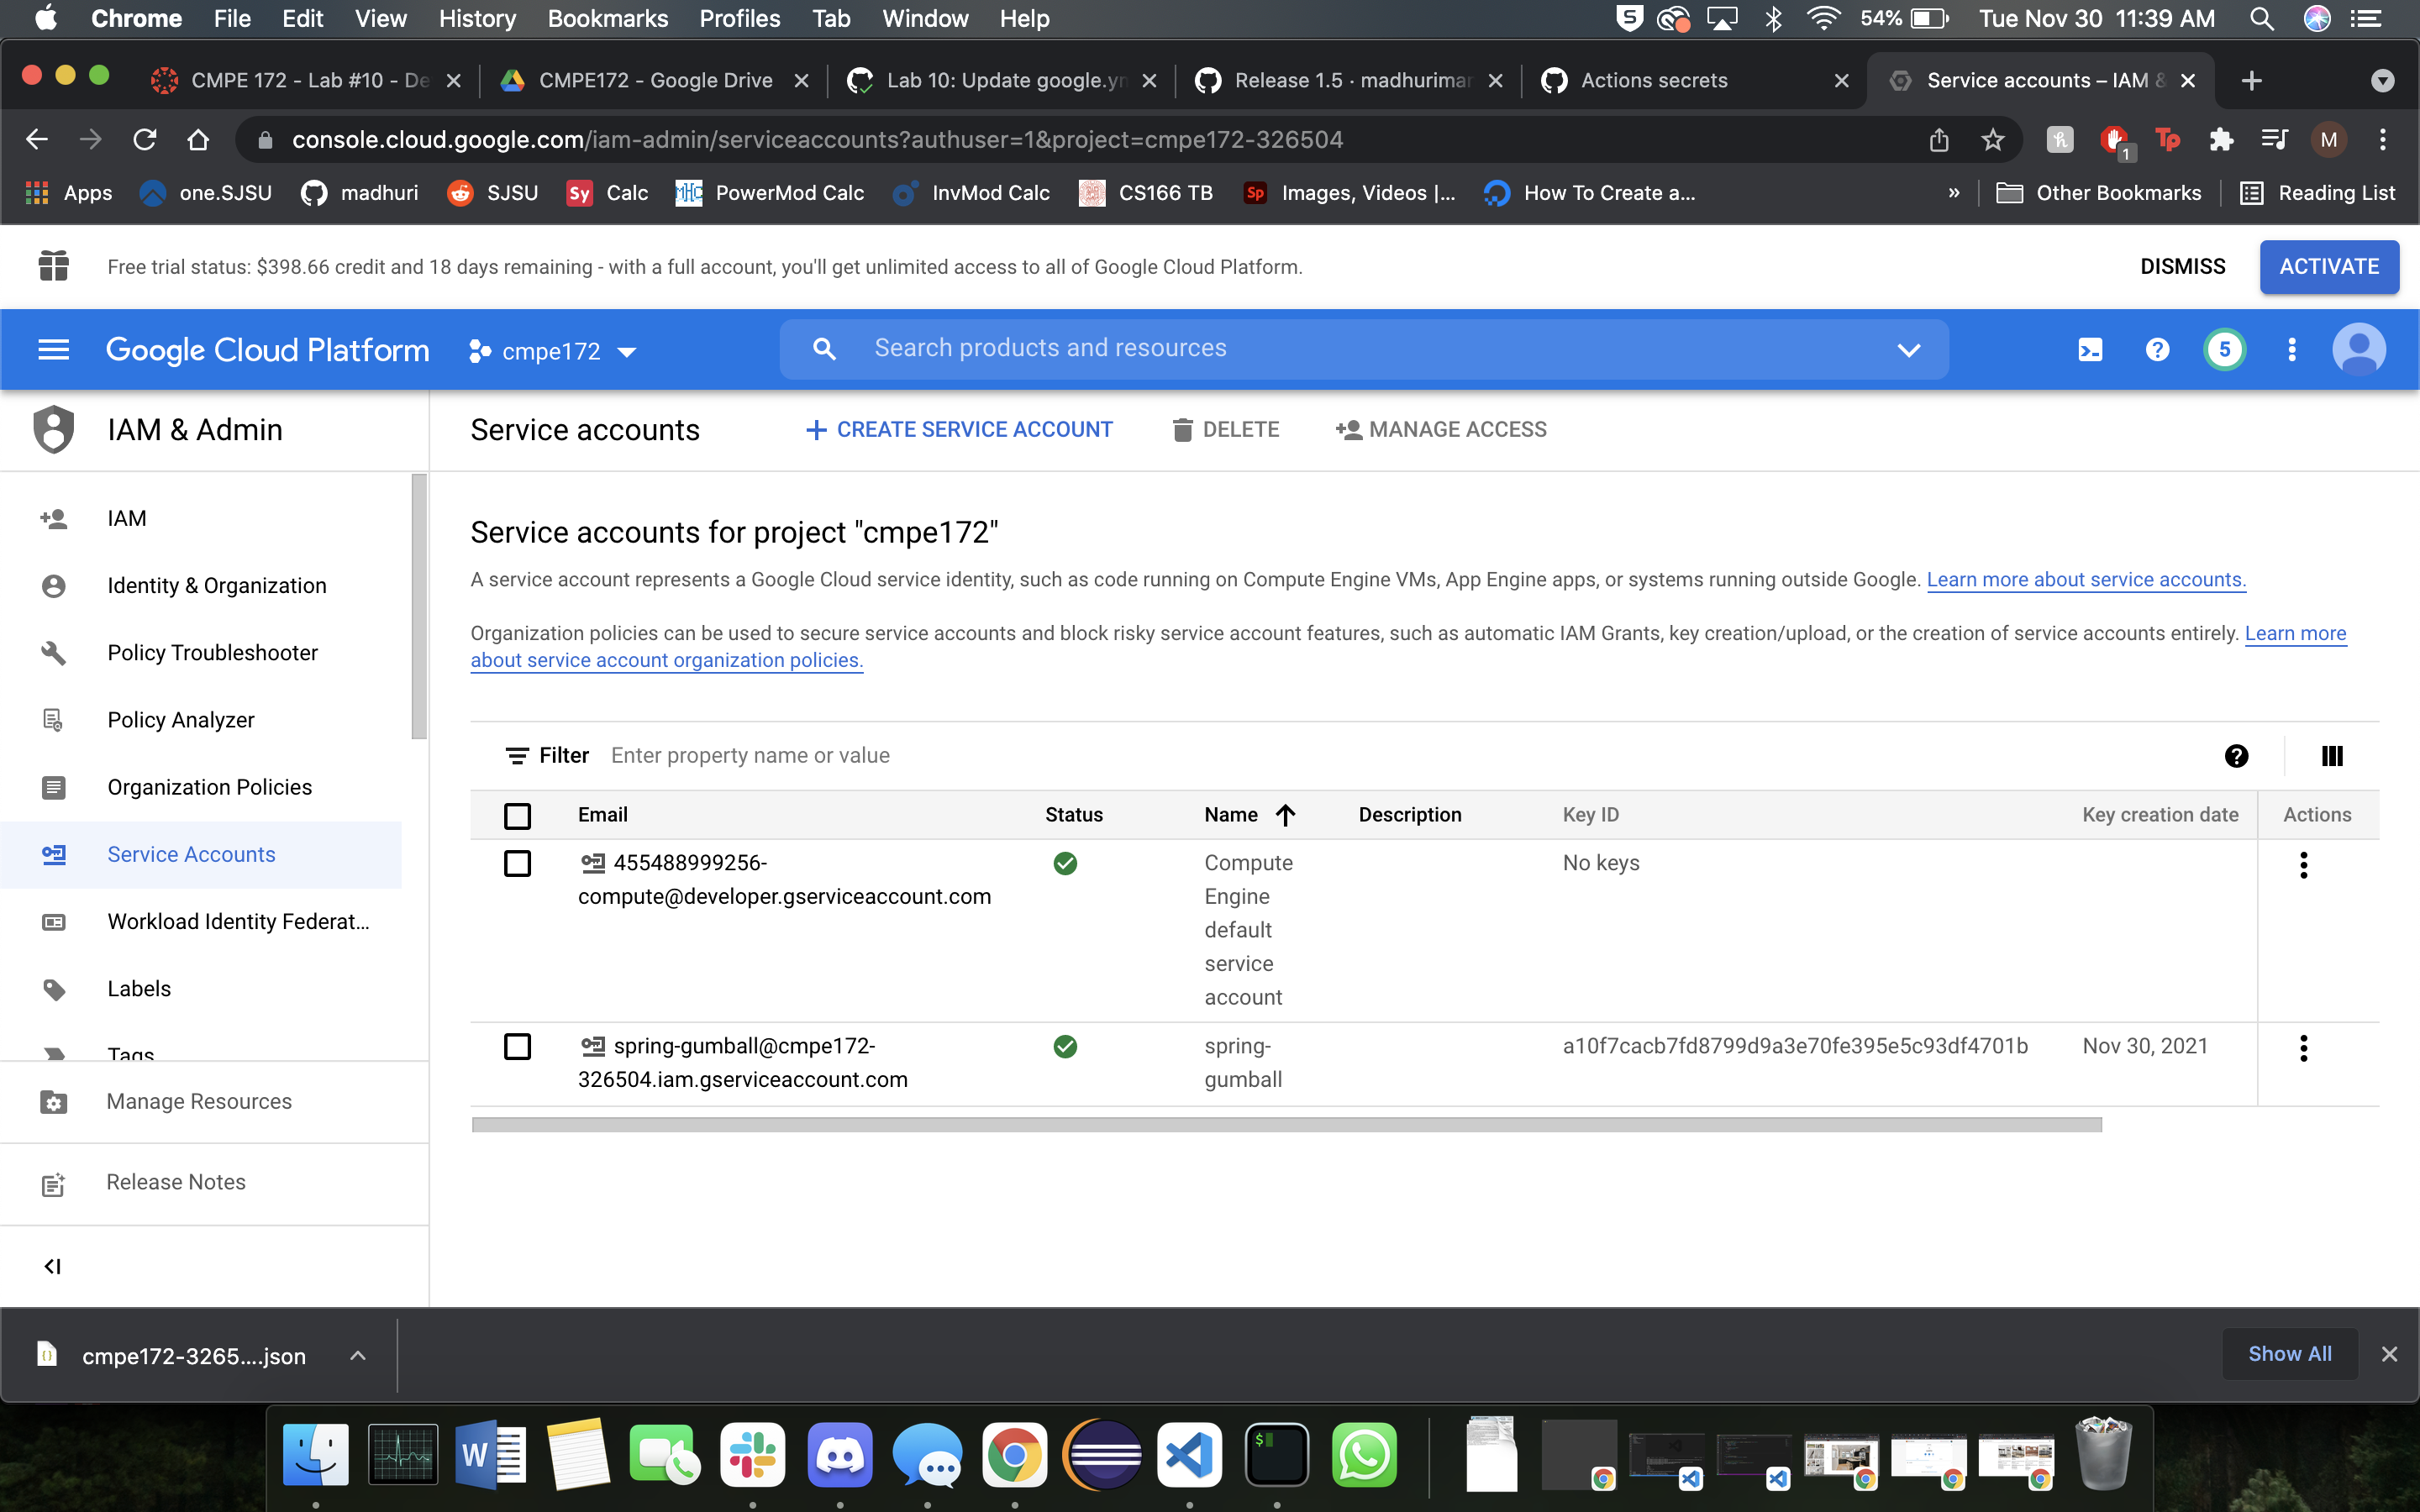 Chrome File Edit View History Bookmarks Profiles Tab Window Help 54% Tue Nov 30 11:39 AM
CMPE 172 - Lab #10 - De CMPE172 - Google Drive Lab 10: Update google.ym Release 1.5 · madhurimar Actions secrets Service accounts – IAM &
console.cloud.google.com/iam-admin/serviceaccounts?authuser=1&project=cmpe172-326504 1 Tp M
Apps one.SJSU madhuri SJSU Sy Calc MHC PowerMod Calc InvMod Calc CS166 TB Sp Images, Videos |... How To Create a... » Other Bookmarks Reading List
Free trial status: $398.66 credit and 18 days remaining - with a full account, you'll get unlimited access to all of Google Cloud Platform. DISMISS ACTIVATE
Google Cloud Platform cmpe172 Search products and resources 5
IAM & Admin
Service accounts CREATE SERVICE ACCOUNT DELETE MANAGE ACCESS
IAM
Identity & Organization
Policy Troubleshooter
Policy Analyzer
Organization Policies
Service Accounts
Workload Identity Federat...
Labels
Tags
Manage Resources
Release Notes
Service accounts for project "cmpe172"
A service account represents a Google Cloud service identity, such as code running on Compute Engine VMs, App Engine apps, or systems running outside Google. Learn more about service accounts.
Organization policies can be used to secure service accounts and block risky service account features, such as automatic IAM Grants, key creation/upload, or the creation of service accounts entirely. Learn more
about service account organization policies.
Filter Enter property name or value
Email Status Name Description Key ID Key creation date Actions
455488999256- Compute No keys
compute@developer.gserviceaccount.com Engine
default
service
account
spring-gumball@cmpe172- spring- a10f7cacb7fd8799d9a3e70fe395e5c93df4701b Nov 30, 2021
326504.iam.gserviceaccount.com gumball
cmpe172-3265....json Show All